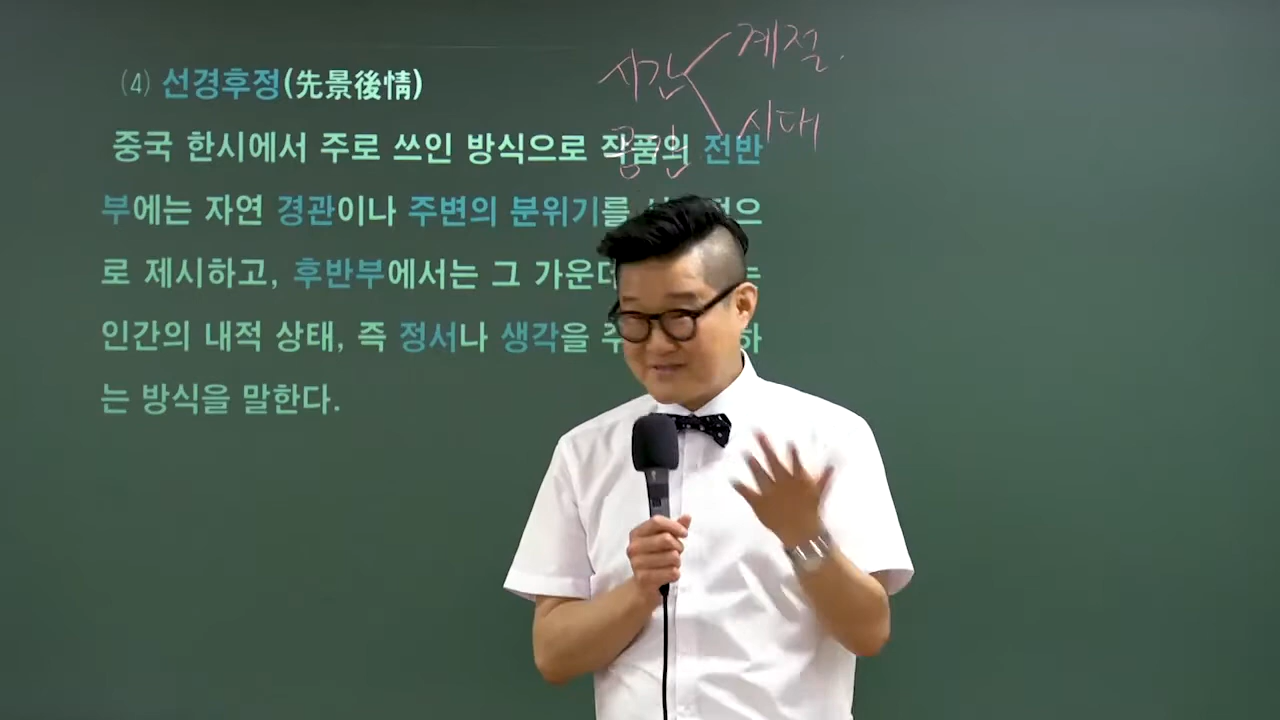 (4) 선경후정(先景後情)
중국 한시에서 주로 쓰인 방식으로 작품의 전반
부에는 자연 경관이나 주변의 분위기를
로 제시하고, 후반부에서는 그
인간의 내적 상태, 즉 정서나 생각을
는 방식을 말한다.
시간
계절.
시대
공간